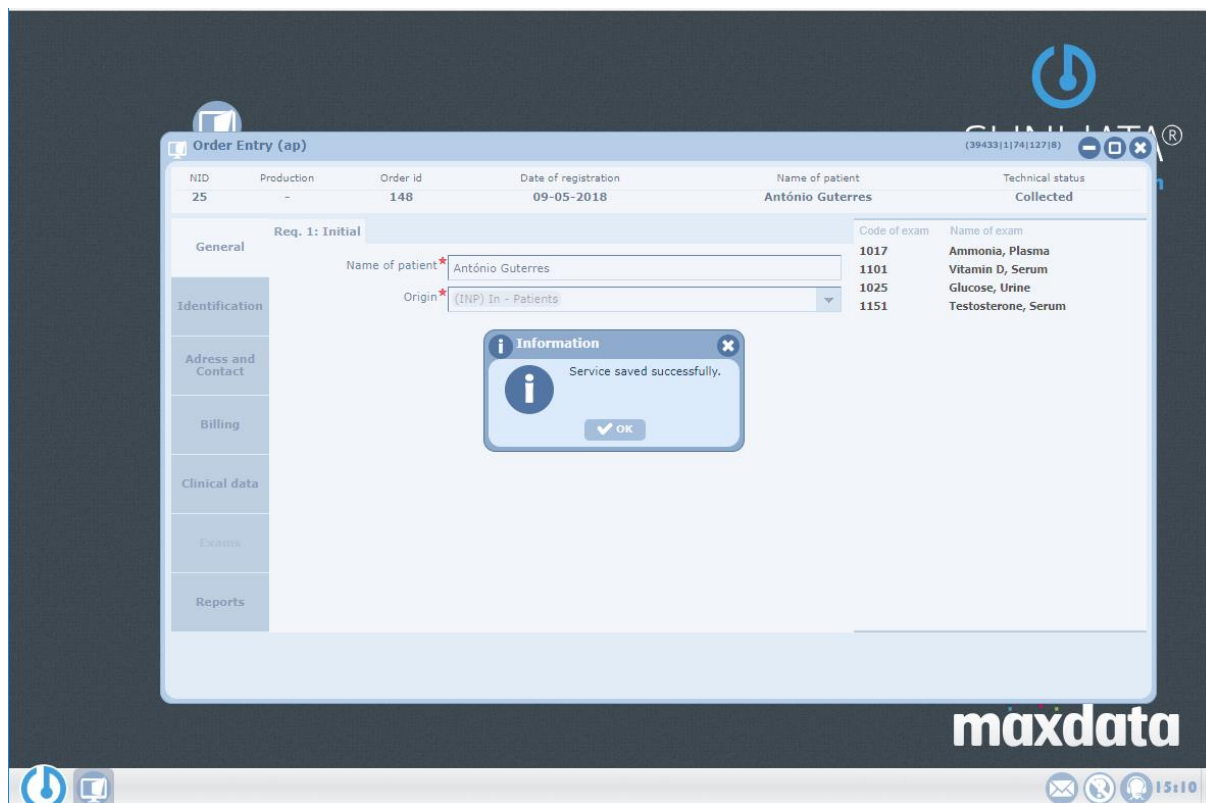 Order Entry (ap)
(39433|1|74|127|8)
®
NID Production Order id Date of registration Name of patient Technical status
25 - 148 09-05-2018 António Guterres Collected
General
Req. 1: Initial
Name of patient* António Guterres
Origin* (INP) In - Patients
Code of exam Name of exam
1017 Ammonia, Plasma
1101 Vitamin D, Serum
1025 Glucose, Urine
1151 Testosterone, Serum
Identification
Adress and
Contact
Billing
Clinical data
Exams
Reports
Information
Service saved successfully.
OK
maxdata
15:10